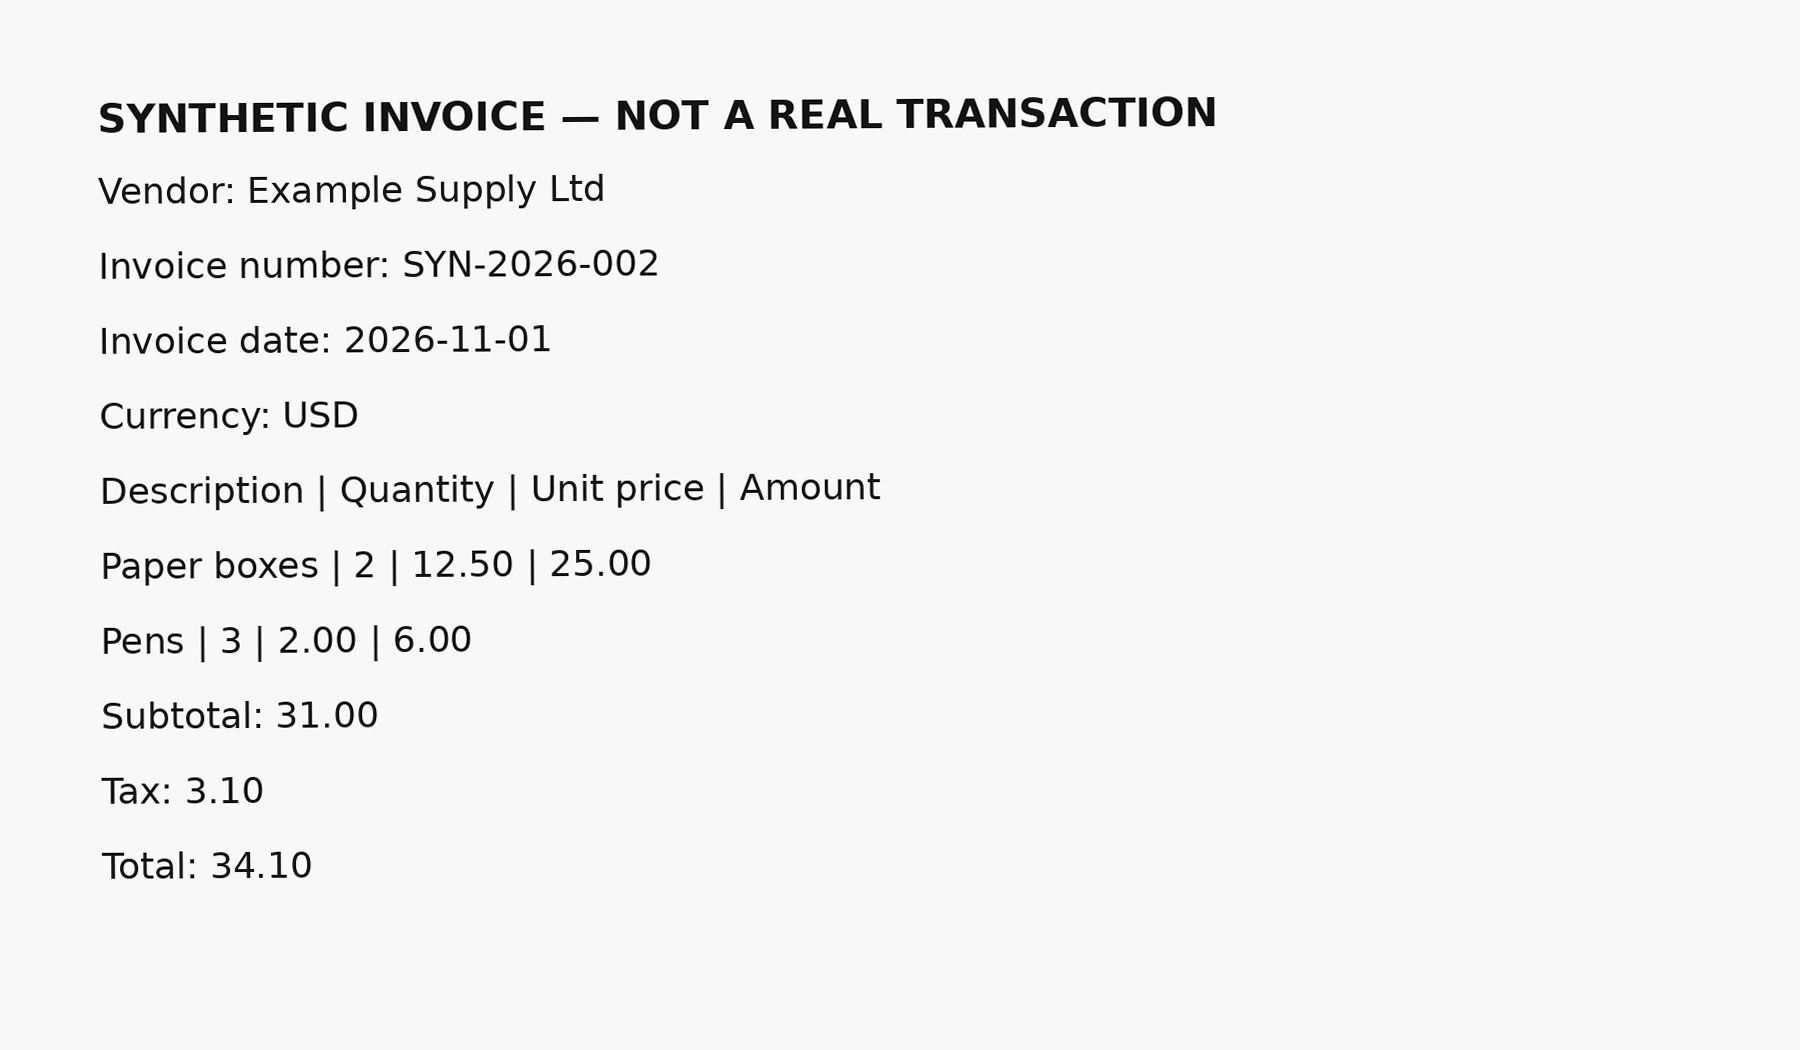 SYNTHETIC INVOICE — NOT A REAL TRANSACTION
Vendor: Example Supply Ltd
Invoice number: SYN-2026-002
Invoice date: 2026-11-01
Currency: USD
Description | Quantity | Unit price | Amount
Paper boxes | 2 | 12.50 | 25.00
Pens | 3 | 2.00 | 6.00
Subtotal: 31.00
Tax: 3.10
Total: 34.10